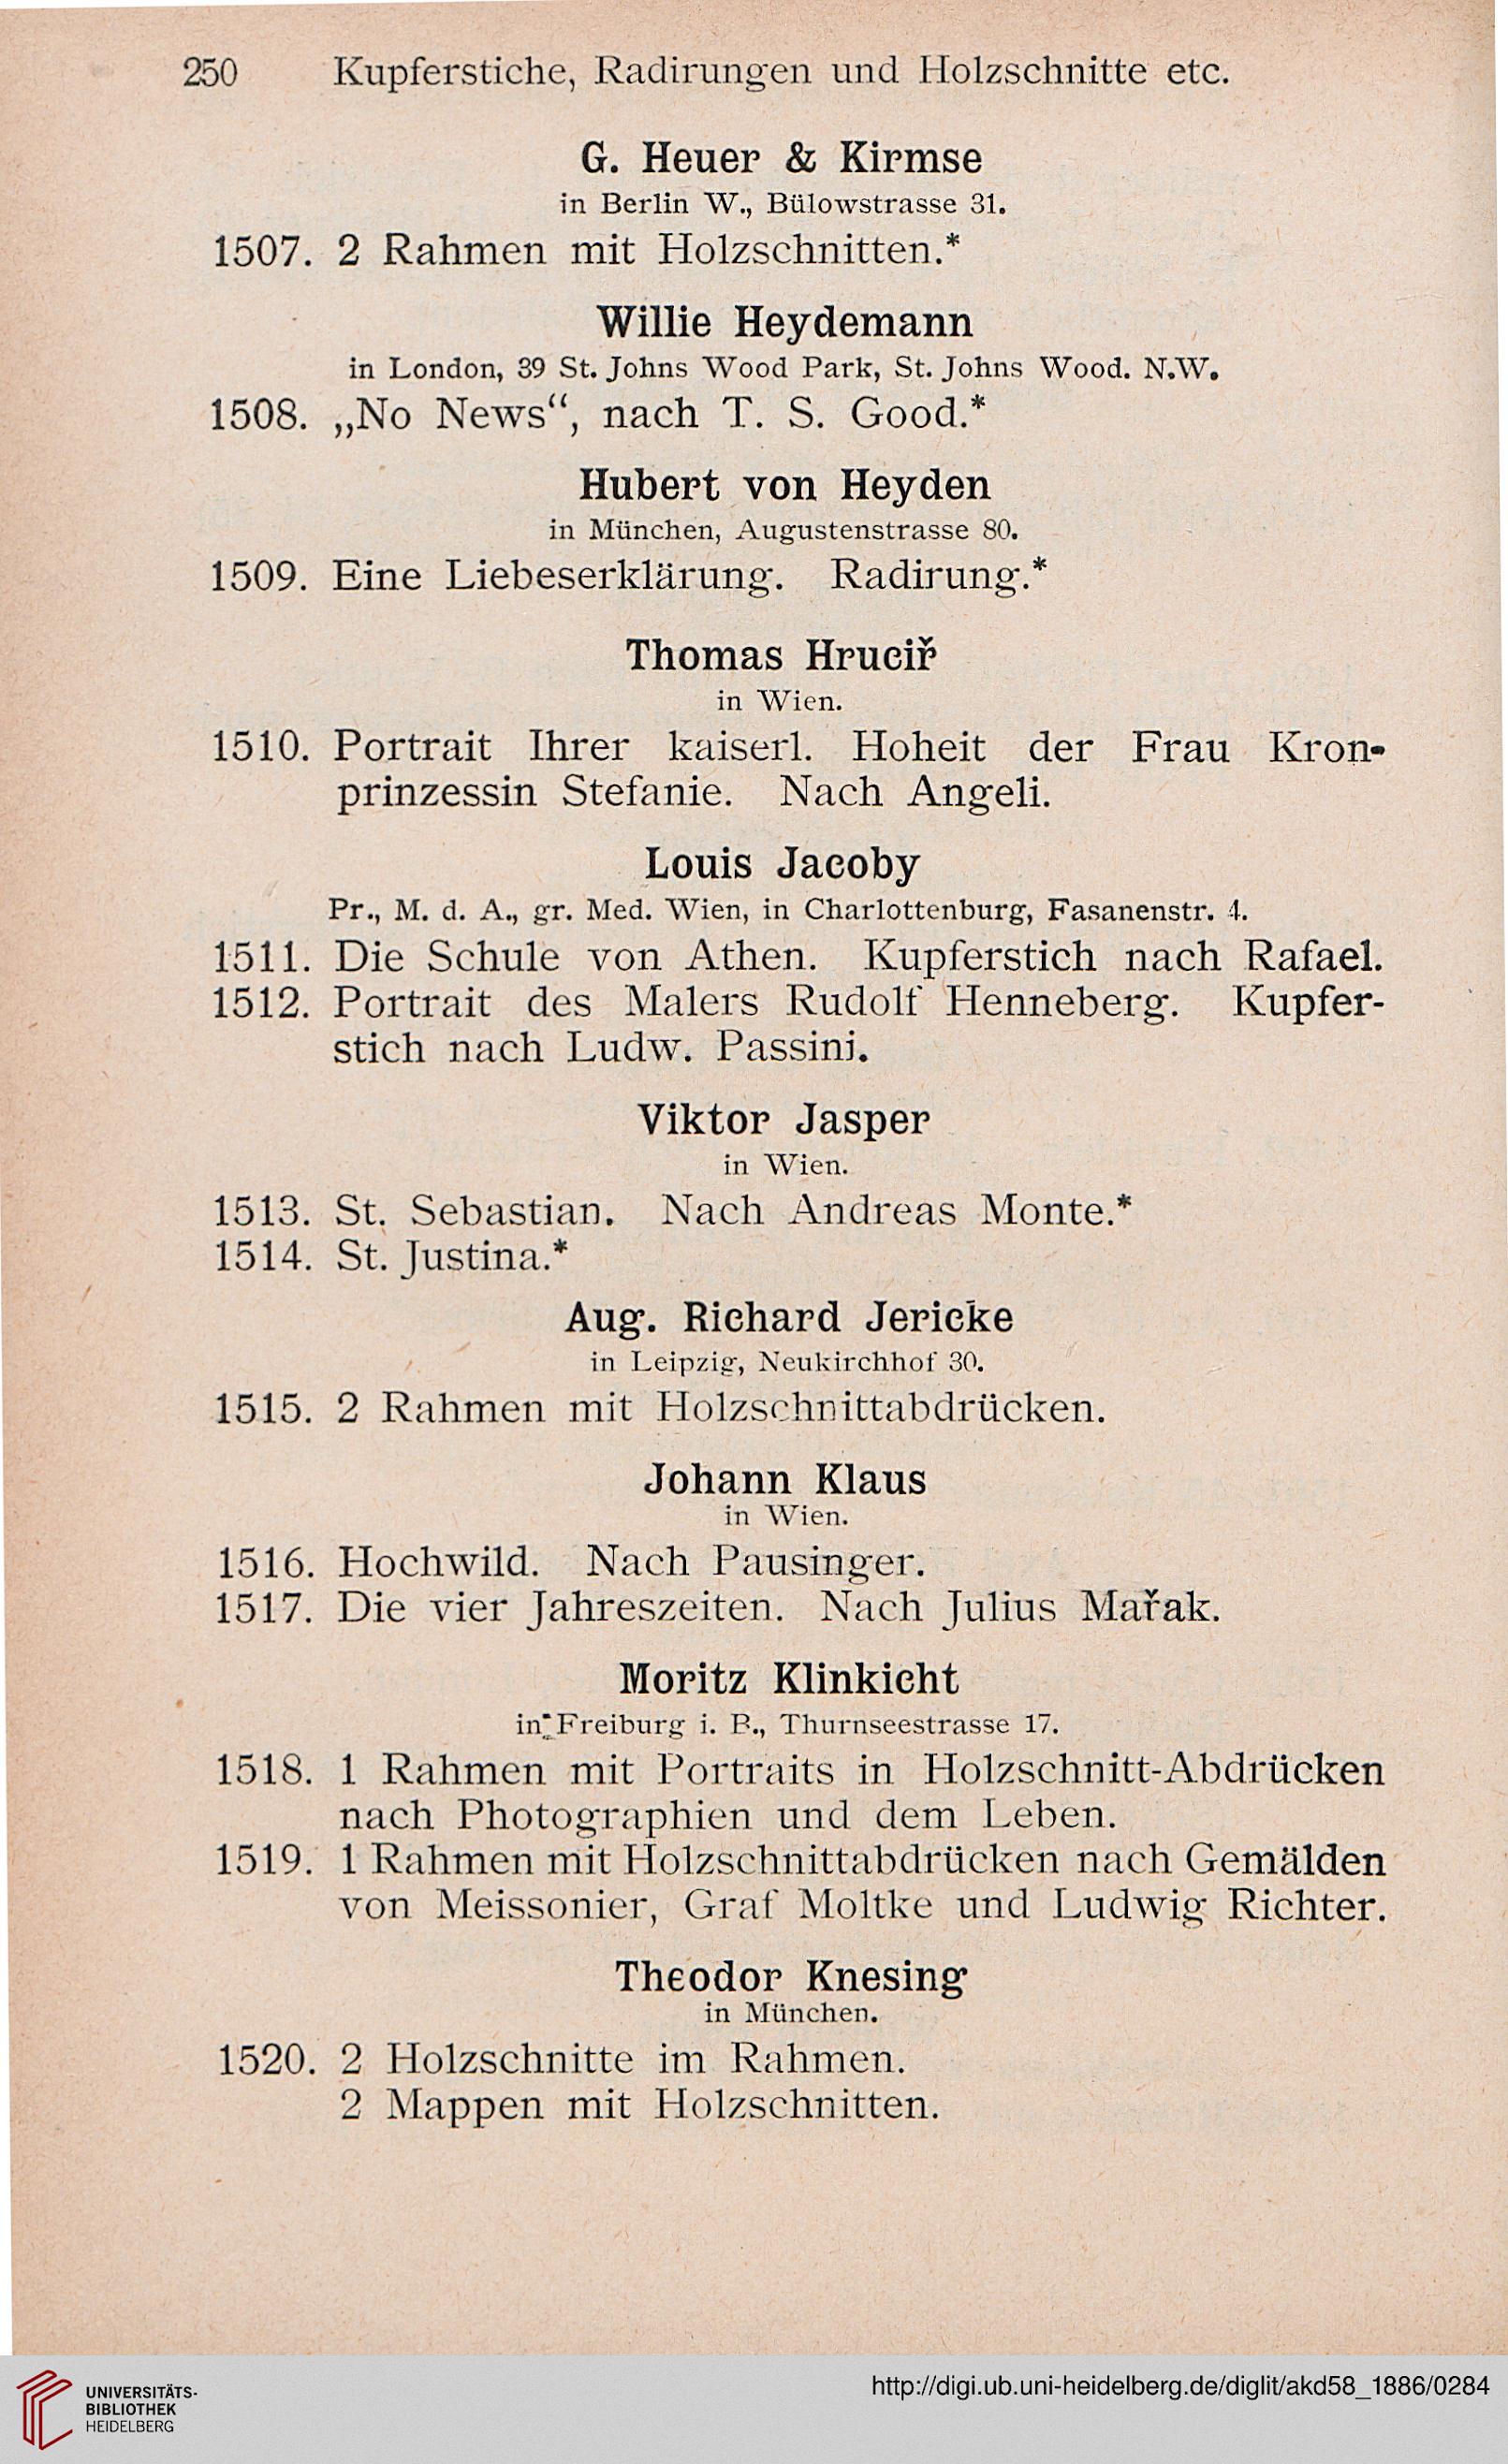 250 Kupferstiche, Radirungen und Holzschnitte etc.
G. Heuer & Kirmse
in Berlin W., Bülowstrasse 31.
1507. 2 Rahmen mit Holzschnitten.*
Willie Heydemann
in London, 39 St. Johns Wood Park, St. Johns Wood. N.W.
1508. „No News“, nach T. S. Good.*
Hubert von Heyden
in München, Augustenstrasse 80.
1509. Eine Liebeserklärung. Radirung.*
Thomas Hruciř
in Wien.
1510. Portrait Ihrer kaiserl. Hoheit der Frau Kron-
prinzessin Stefanie. Nach Angeli.
Louis Jacoby
Pr., M. d. A., gr. Med. Wien, in Charlottenburg, Fasanenstr. 4.
1511. Die Schule von Athen. Kupferstich nach Rafael.
1512. Portrait des Malers Rudolf Henneberg. Kupfer-
stich nach Ludw. Passini.
Viktor Jasper
in Wien.
1513. St. Sebastian. Nach Andreas Monte.*
1514. St. Justina.*
Aug. Richard Jericke
in Leipzig, Neukirchhof 30.
1515. 2 Rahmen mit Holzschnittabdrücken.
Johann Klaus
in Wien.
1516. Hochwild. Nach Pausinger.
1517. Die vier Jahreszeiten. Nach Julius Mařak.
Moritz Klinkicht
in Freiburg i. B., Thurnseestrasse 17.
1518. 1 Rahmen mit Portraits in Holzschnitt-Abdrücken
nach Photographien und dem Leben.
1519. 1 Rahmen mit Holzschnittabdrücken nach Gemälden
von Meissonier, Graf Moltke und Ludwig Richter.
Theodor Knesing
in München.
1520. 2 Holzschnitte im Rahmen.
2 Mappen mit Holzschnitten.
UNIVERSITÄTS-
BIBLIOTHEK
HEIDELBERG
http://digi.ub.uni-heidelberg.de/diglit/akd58_1886/0284